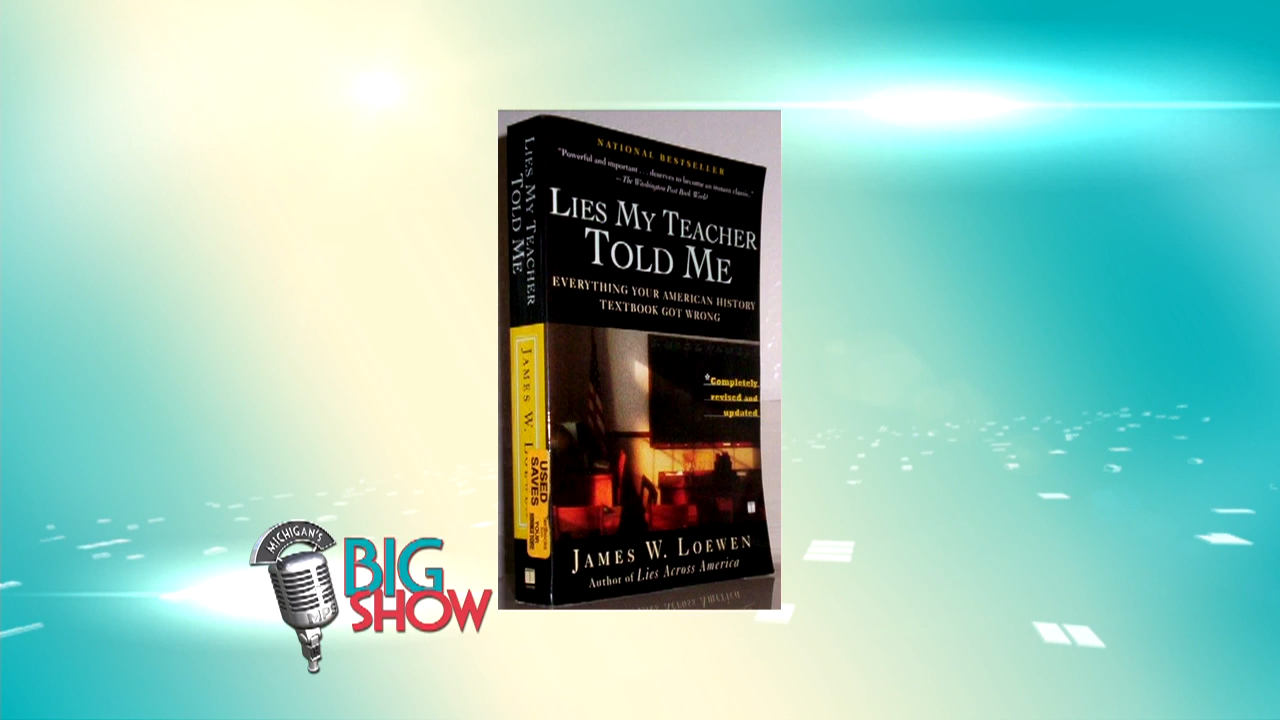 NATIONAL BESTSELLER
"Powerful and important . . . deserves to become an instant classic."
—The Washington Post Book World
LIES MY TEACHER
TOLD ME
EVERYTHING YOUR AMERICAN HISTORY
TEXTBOOK GOT WRONG
*Completely
revised and
updated
JAMES W. LOEWEN
Author of Lies Across America
LIES MY TEACHER
TOLD ME
JAMES W. LOEWEN
USED
SAVES
YOU
MICHIGAN'S
BIG
SHOW